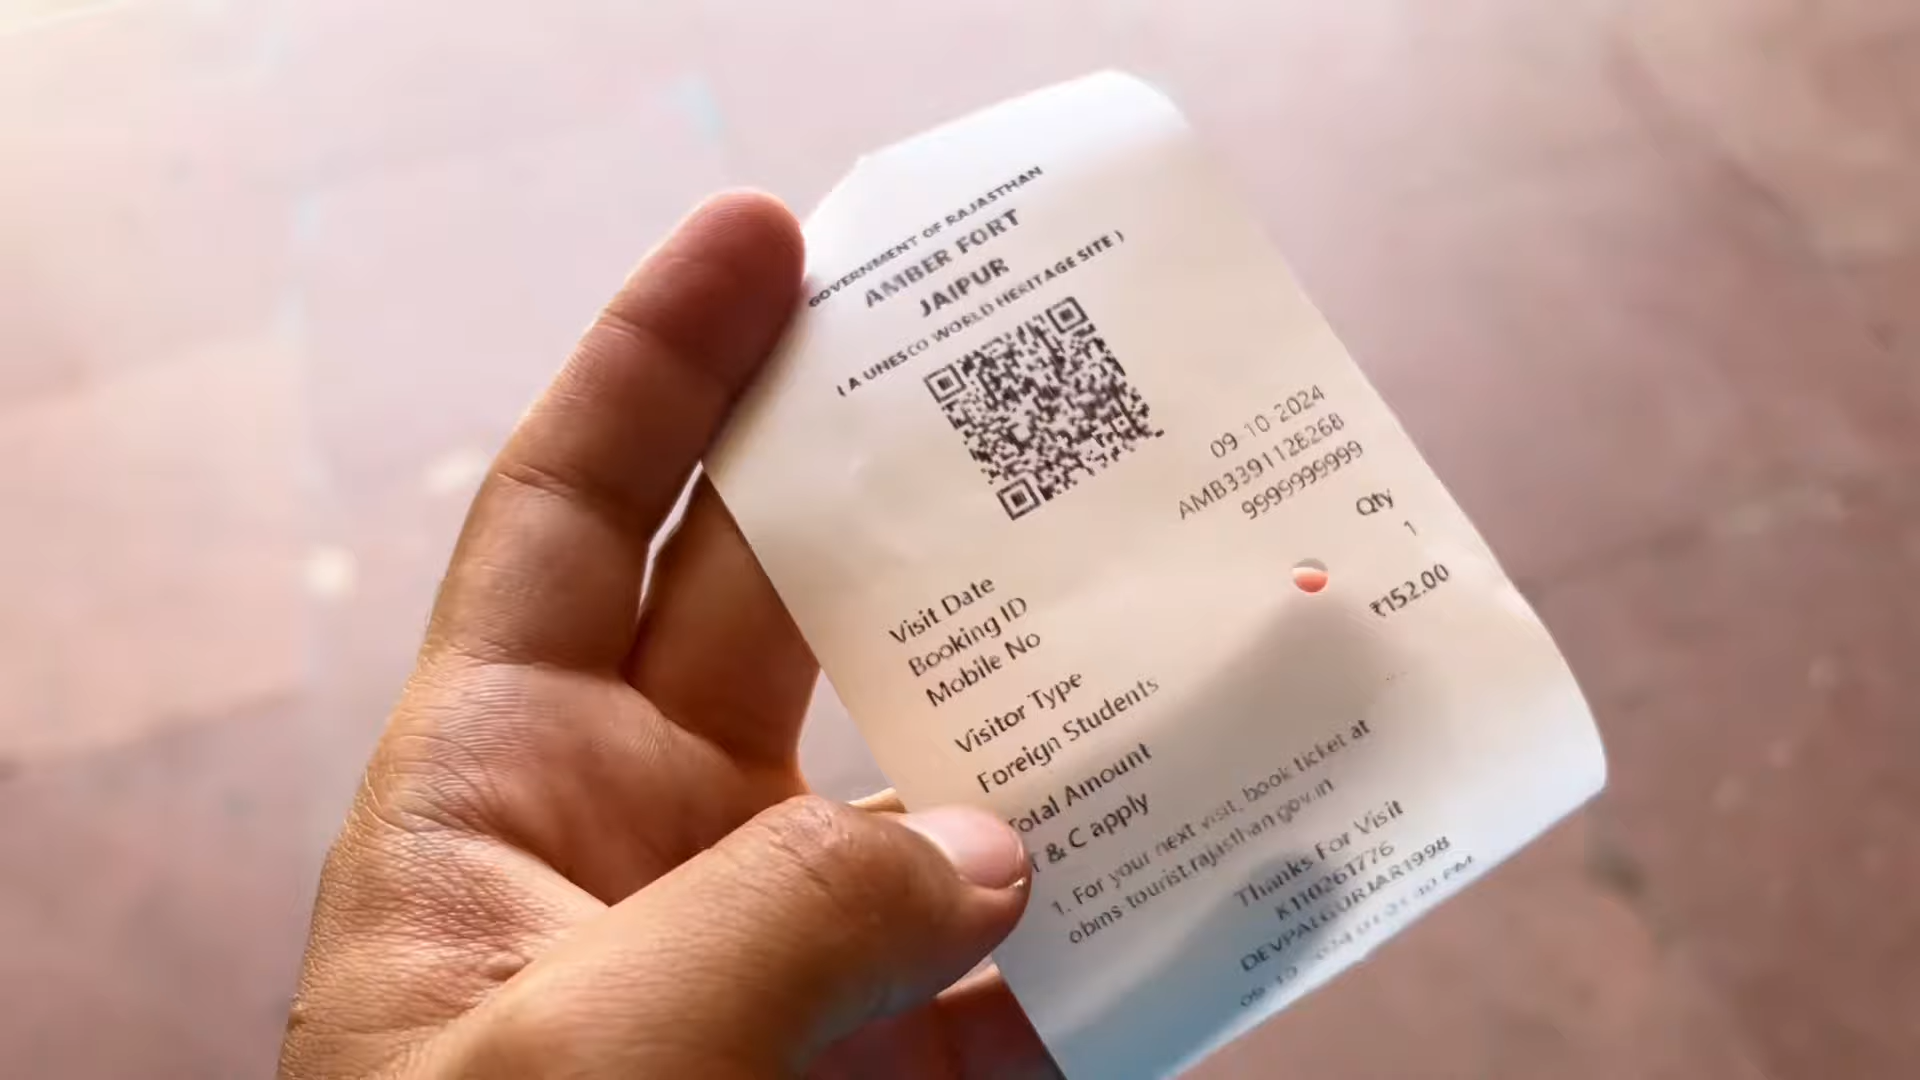 GOVERNMENT OF RAJASTHAN
AMBER FORT
JAIPUR
( A UNESCO WORLD HERITAGE SITE )
Visit Date 09-10-2024
Booking ID AMB339112E268
Mobile No 9999999999
Visitor Type Qty
Foreign Students 1
Total Amount ₹152.00
T & C apply
1. For your next visit, book ticket at
obms-tourist.rajasthan.gov.in
Thanks For Visit
K110261776
DEVPALGURJAR1998
PM